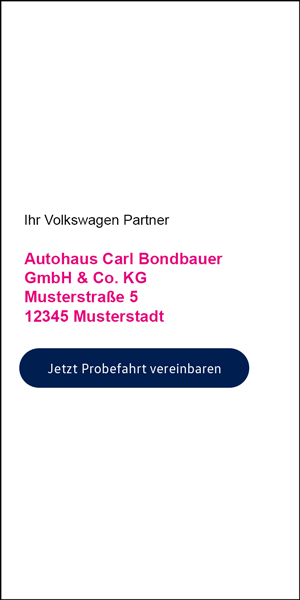 Ihr Volkswagen Partner
Autohaus Carl Bondbauer
GmbH & Co. KG
Musterstraße 5
12345 Musterstadt
Jetzt Probefahrt vereinbaren